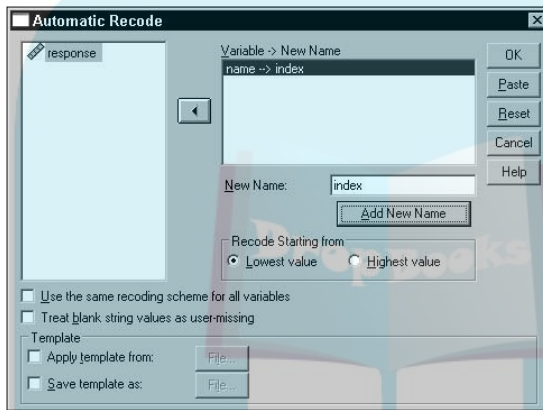 Automatic Recode
response
Variable -> New Name
name --> index
OK
Paste
Reset
Cancel
Help
New Name:
index
Add New Name
Recode Starting from
Lowest value
Highest value
Use the same recoding scheme for all variables
Treat blank string values as user-missing
Template
Apply template from:
File...
Save template as:
File...
DropBooks